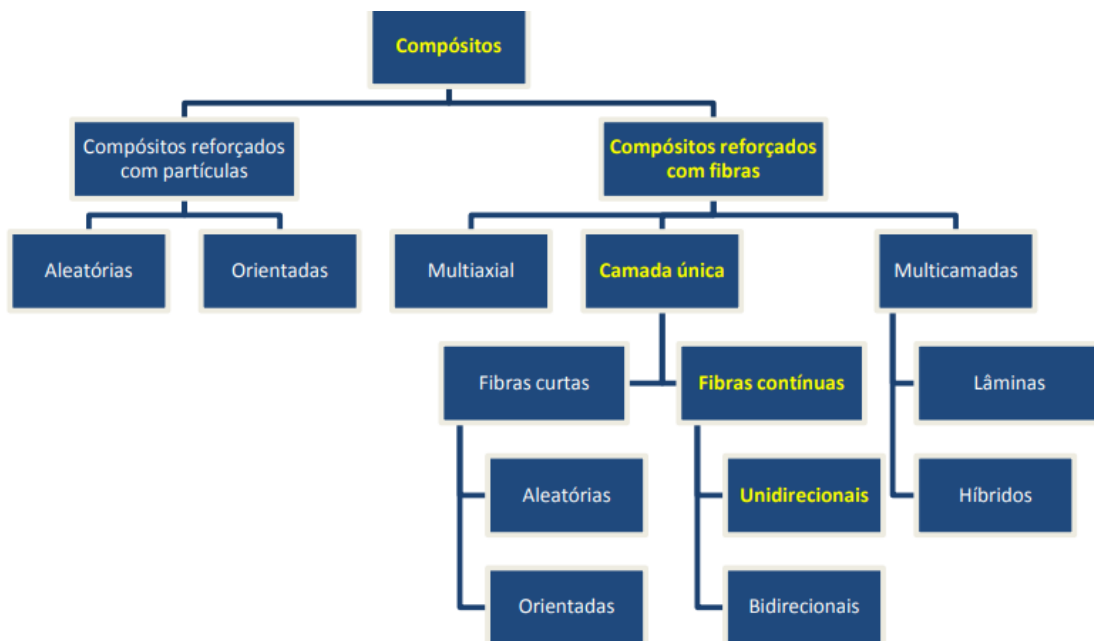 Compósitos
Compósitos reforçados
com partículas
Compósitos reforçados
com fibras
Aleatórias
Orientadas
Multiaxial
Camada única
Multicamadas
Fibras curtas
Fibras contínuas
Lâminas
Aleatórias
Unidirecionais
Híbridos
Orientadas
Bidirecionais